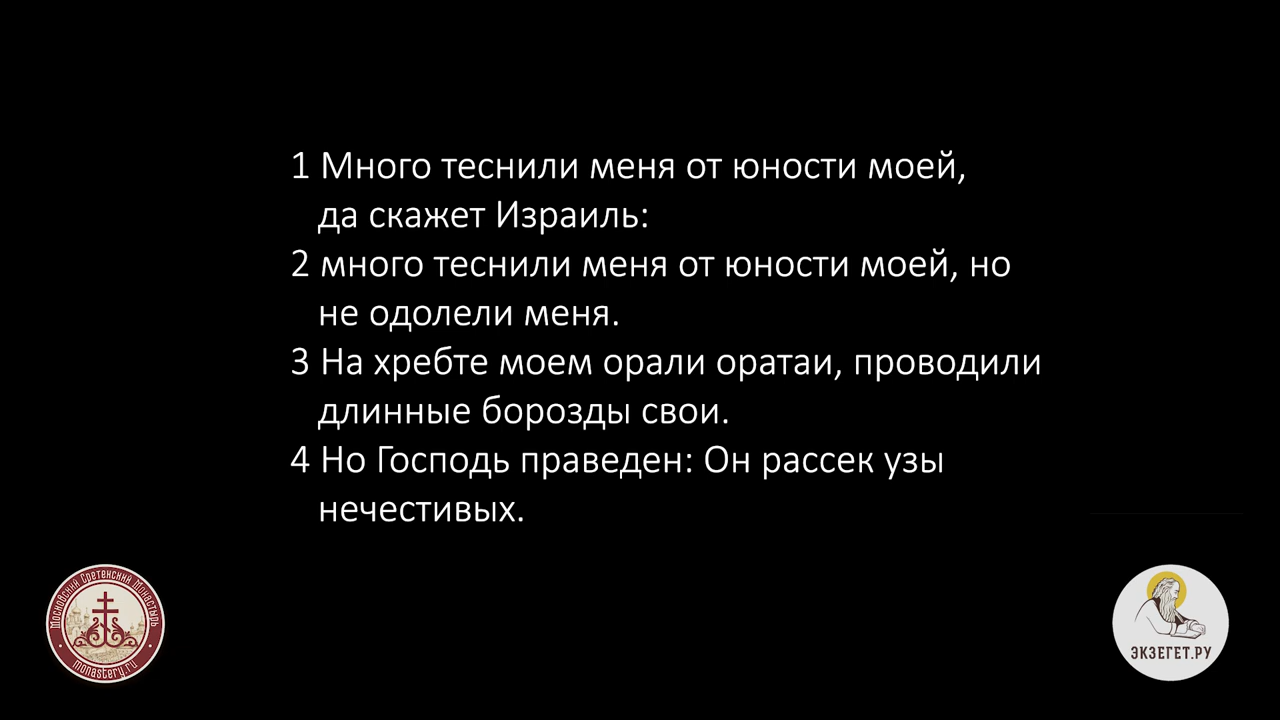 1 Много теснили меня от юности моей,
да скажет Израиль:
2 много теснили меня от юности моей, но
не одолели меня.
3 На хребте моем орали оратаи, проводили
длинные борозды свои.
4 Но Господь праведен: Он рассек узы
нечестивых.
Московский Сретенский Монастырь
monastery.ru
ЭКЗЕГЕТ.РУ